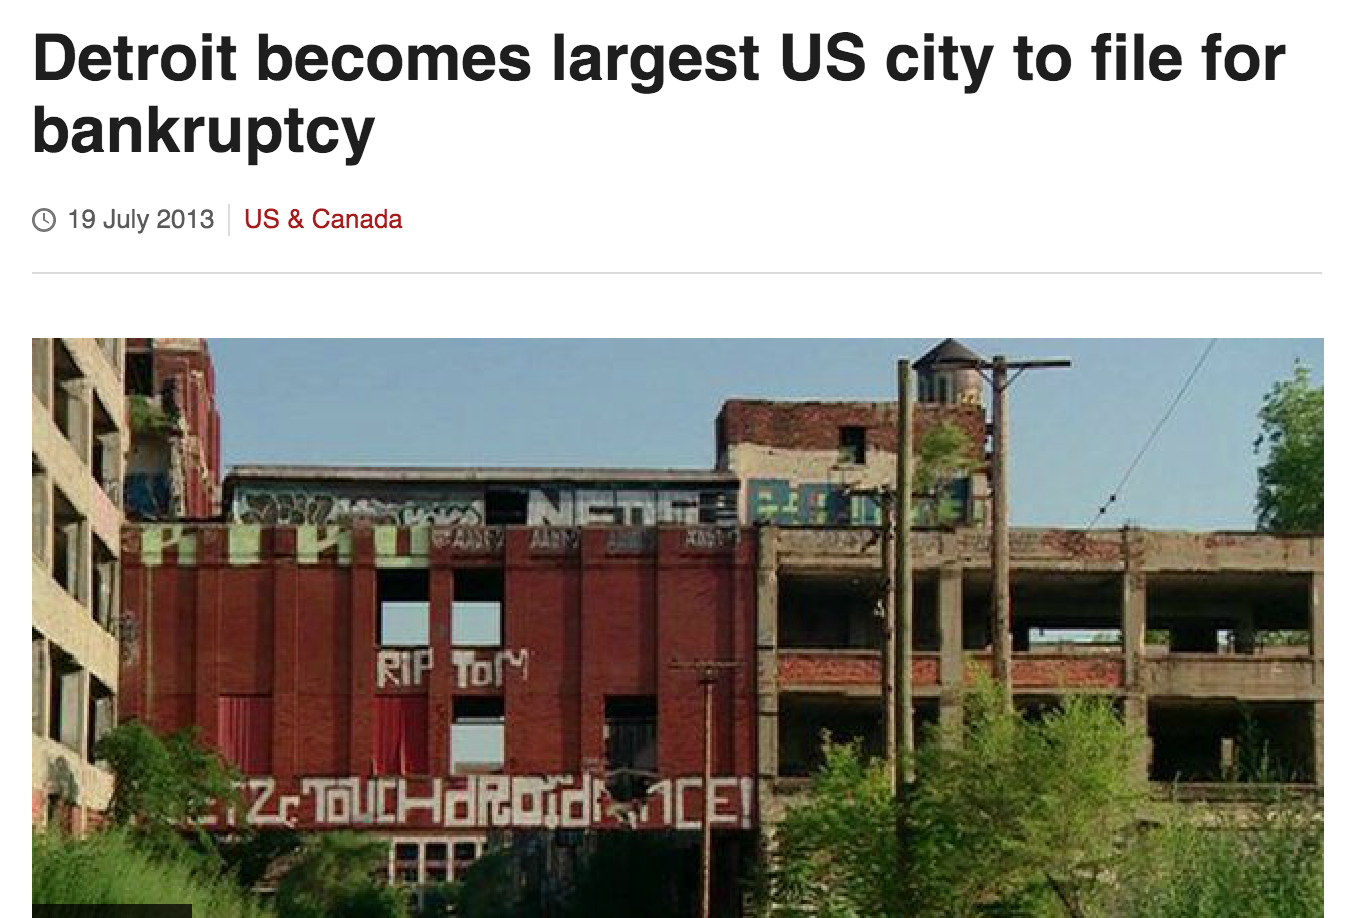 Detroit becomes largest US city to file for
bankruptcy
19 July 2013
US & Canada
RIP TOM